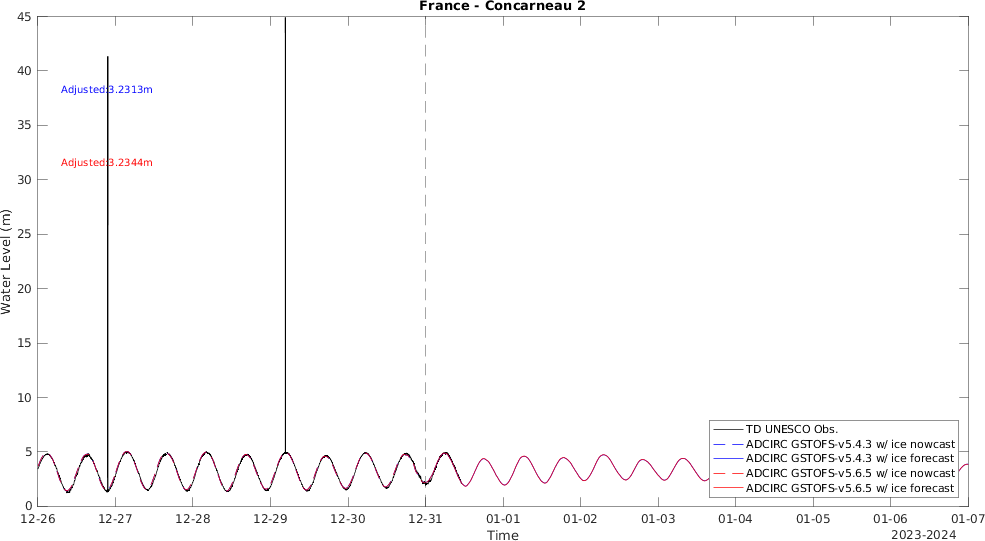 France - Concarneau 2
45
40
35
30
25
20
15
10
5
0
Water Level (m)
Adjusted:3.2313m
Adjusted:3.2344m
TD UNESCO Obs.
ADCIRC GSTOFS-v5.4.3 w/ ice nowcast
ADCIRC GSTOFS-v5.4.3 w/ ice forecast
ADCIRC GSTOFS-v5.6.5 w/ ice nowcast
ADCIRC GSTOFS-v5.6.5 w/ ice forecast
12-26 12-27 12-28 12-29 12-30 12-31 01-01 01-02 01-03 01-04 01-05 01-06 01-07
Time
2023-2024